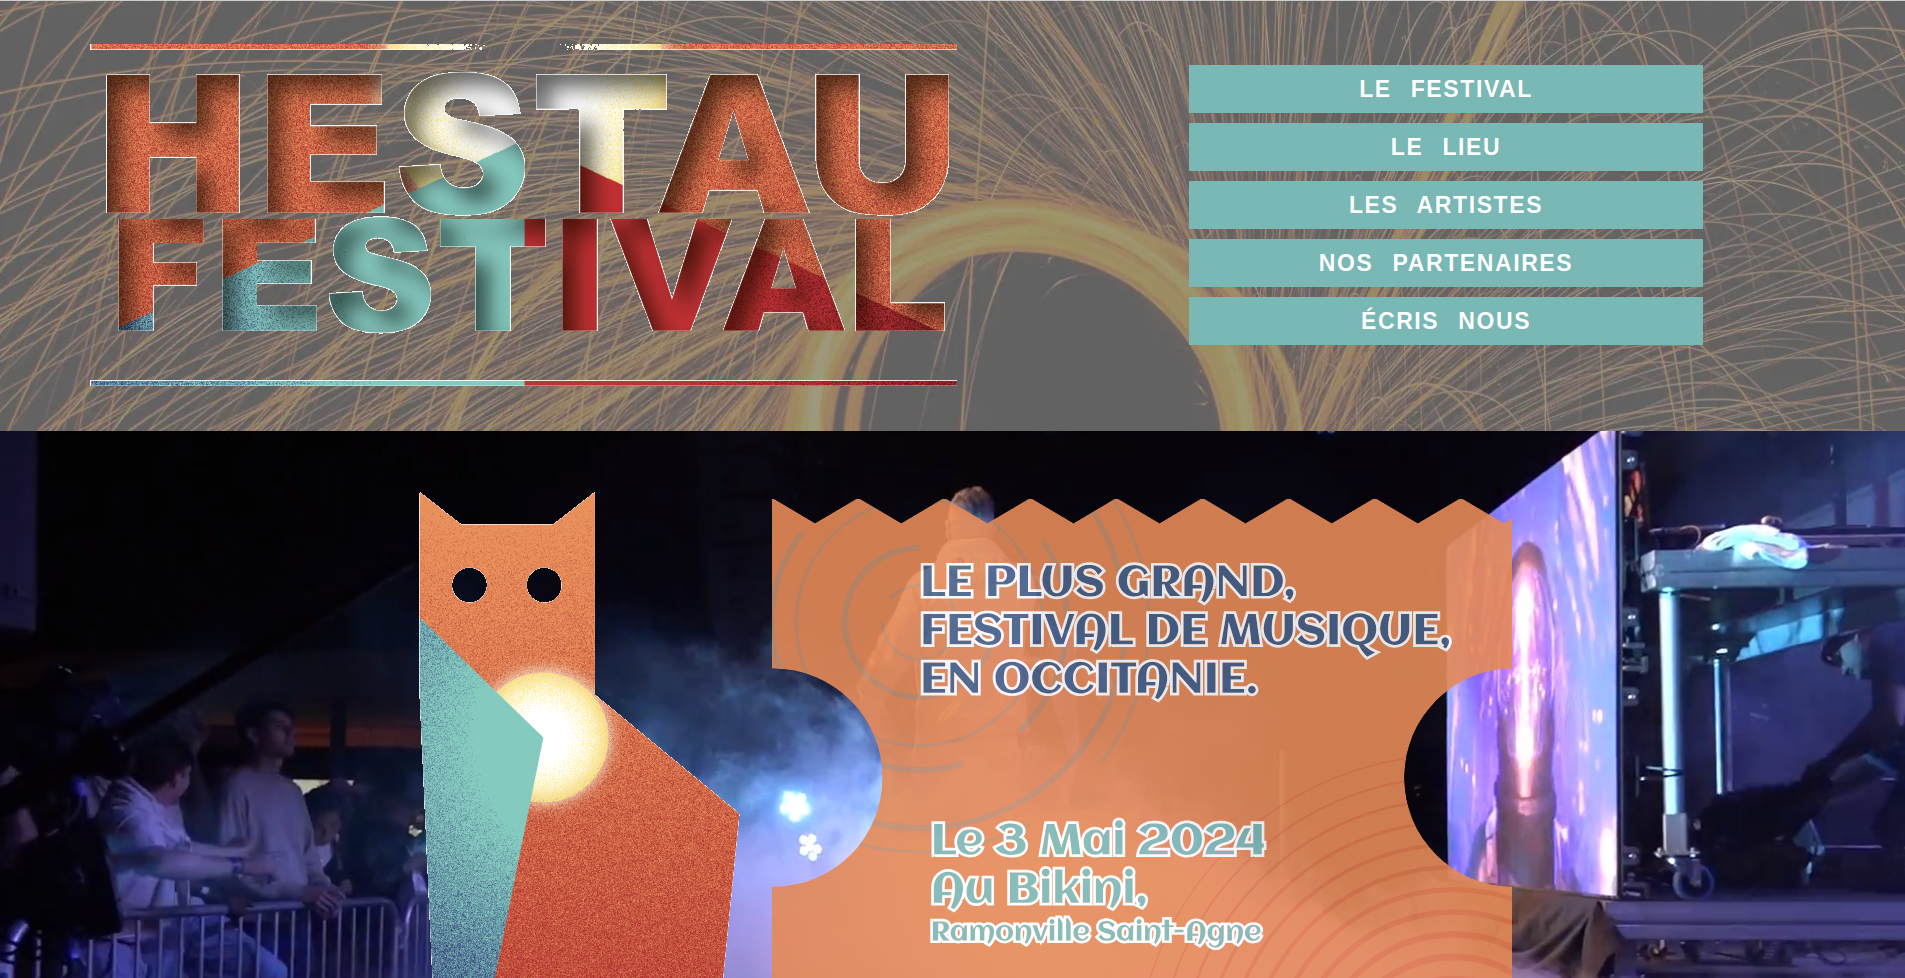 HESTAU
FESTIVAL
LE FESTIVAL
LE LIEU
LES ARTISTES
NOS PARTENAIRES
ÉCRIS NOUS
LE PLUS GRAND,
FESTIVAL DE MUSIQUE,
EN OCCITANIE.
Le 3 Mai 2024
Au Bikini,
Ramonville Saint-Agne